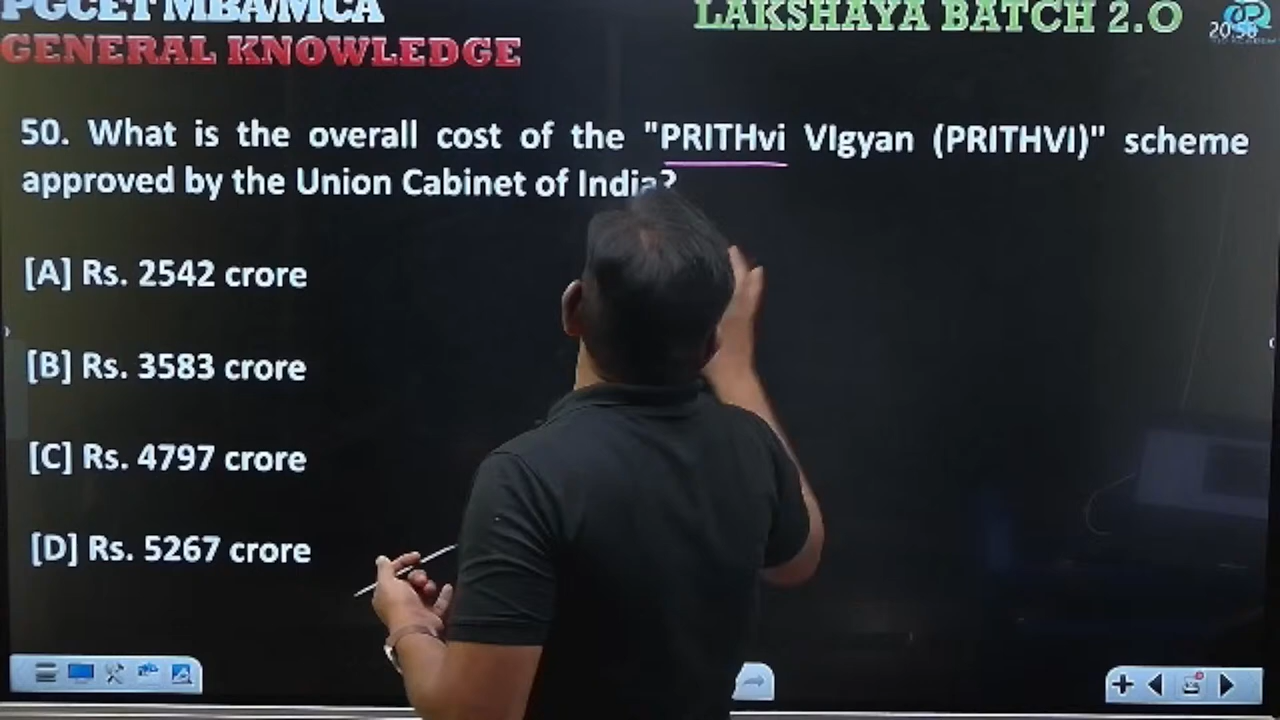 PGCET MBA/MCA
LAKSHAYA BATCH 2.O
20:56
GENERAL KNOWLEDGE
50. What is the overall cost of the "PRITHvi VIgyan (PRITHVI)" scheme
approved by the Union Cabinet of India?
[A] Rs. 2542 crore
[B] Rs. 3583 crore
[C] Rs. 4797 crore
[D] Rs. 5267 crore